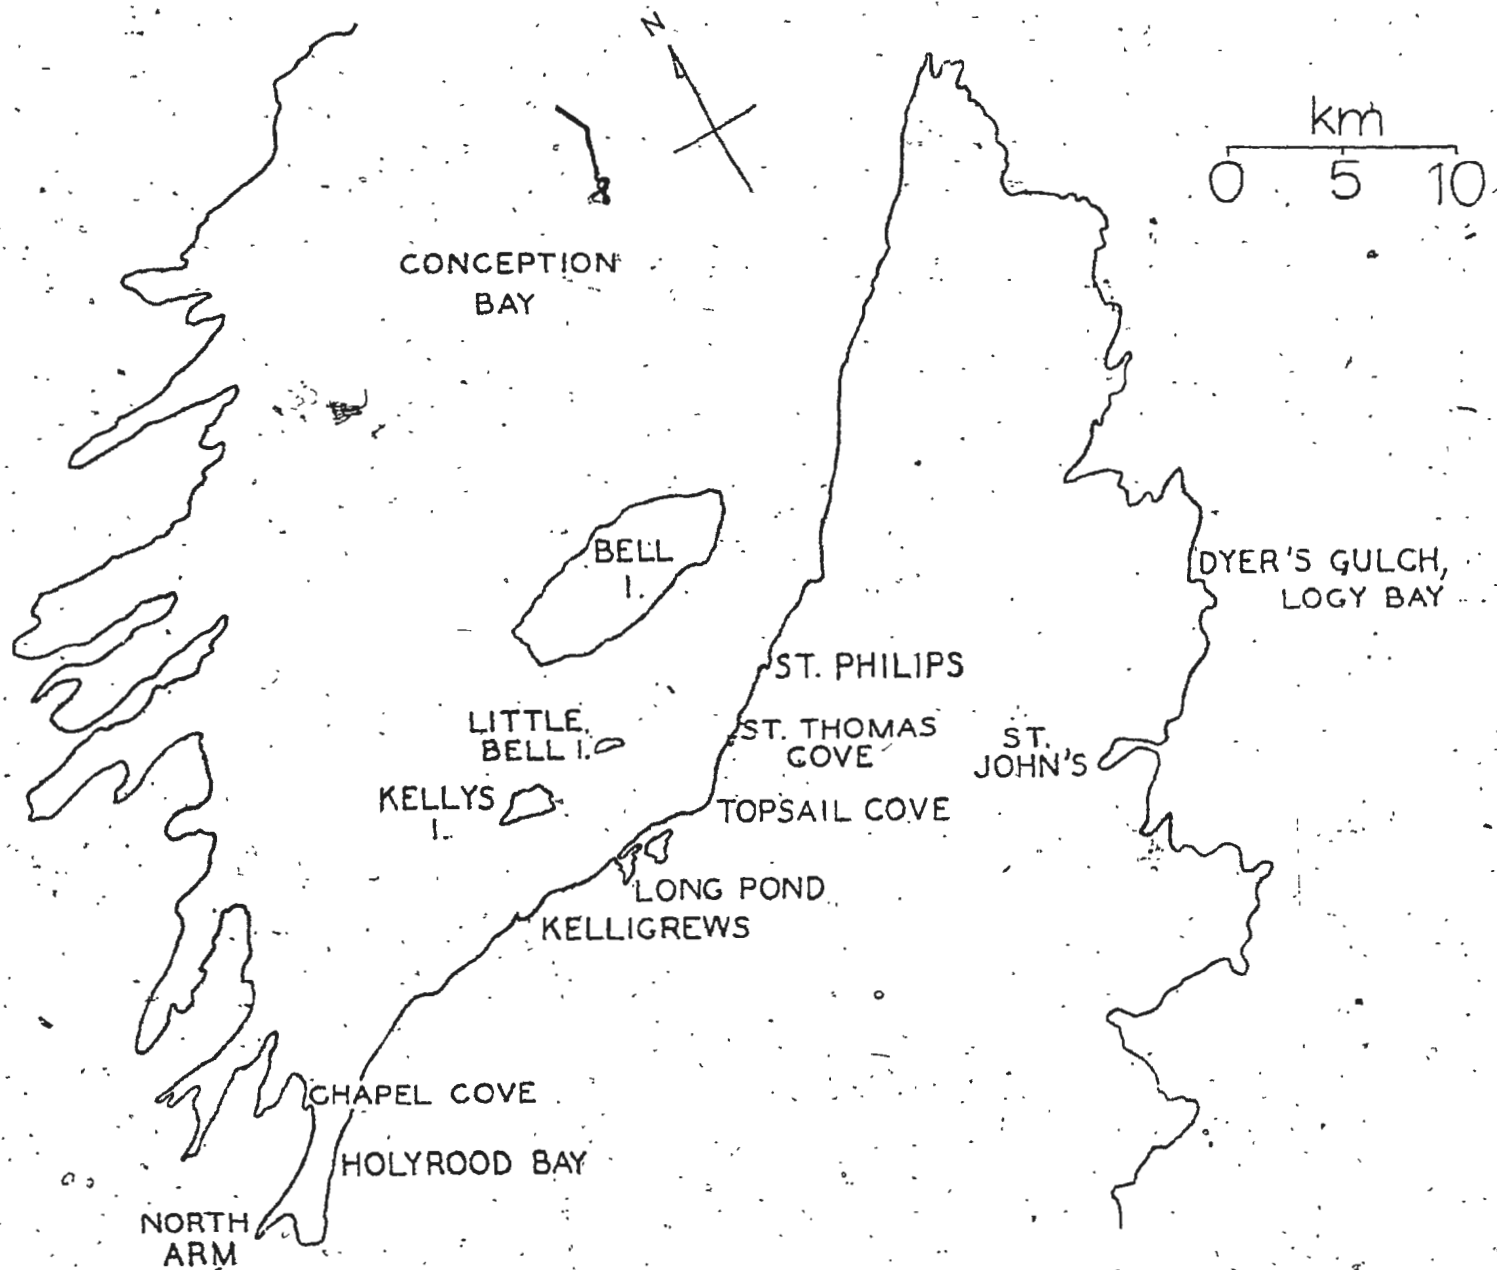 N
km
0 5 10
CONCEPTION
BAY
BELL
I.
DYER'S GULCH,
LOGY BAY
ST. PHILIPS
LITTLE
BELL I.
ST. THOMAS
COVE
ST.
JOHN'S
KELLYS
I.
TOPSAIL COVE
LONG POND
KELLIGREWS
CHAPEL COVE
HOLYROOD BAY
NORTH
ARM